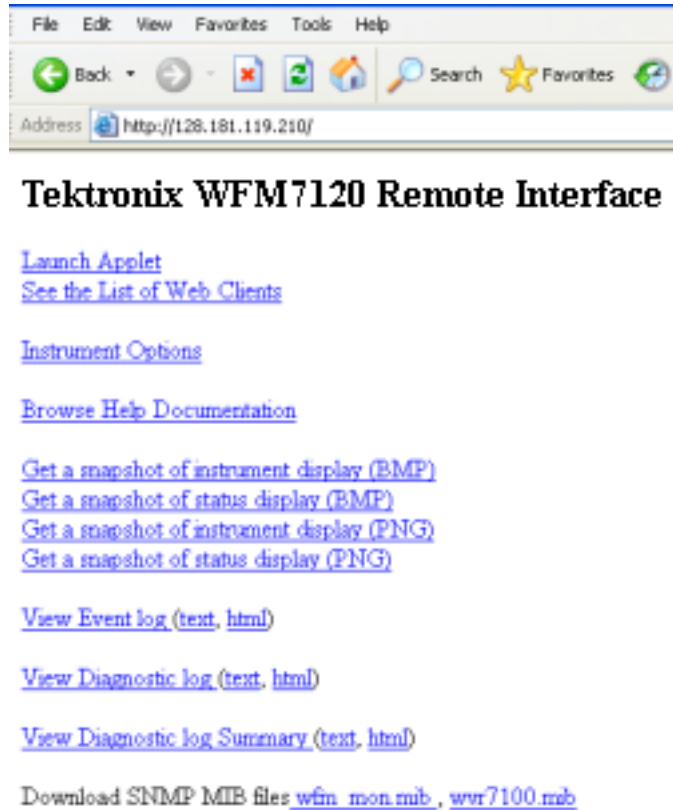 File Edit View Favorites Tools Help
Back Search Favorites
Address http://128.181.119.210/
Tektronix WFM7120 Remote Interface
Launch Applet
See the List of Web Clients
Instrument Options
Browse Help Documentation
Get a snapshot of instrument display (BMP)
Get a snapshot of status display (BMP)
Get a snapshot of instrument display (PNG)
Get a snapshot of status display (PNG)
View Event log (text, html)
View Diagnostic log (text, html)
View Diagnostic log Summary (text, html)
Download SNMP MIB files wfm_mon.mib , wvr7100.mib